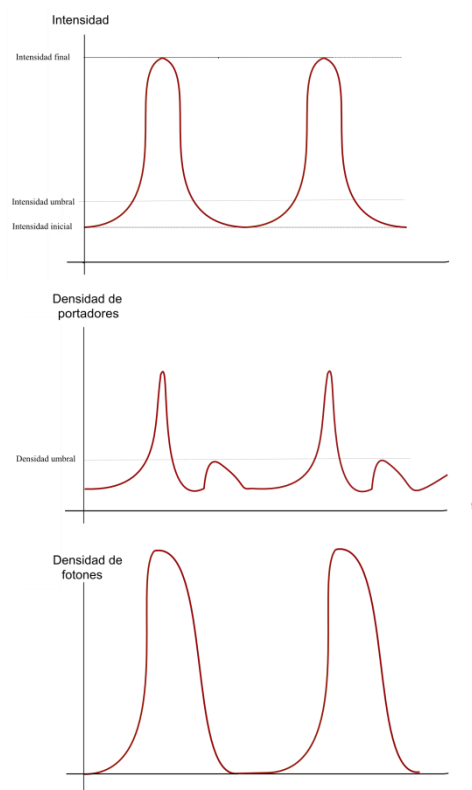 Intensidad
Intensidad final
Intensidad umbral
Intensidad inicial
Densidad de
portadores
Densidad umbral
Densidad de
fotones